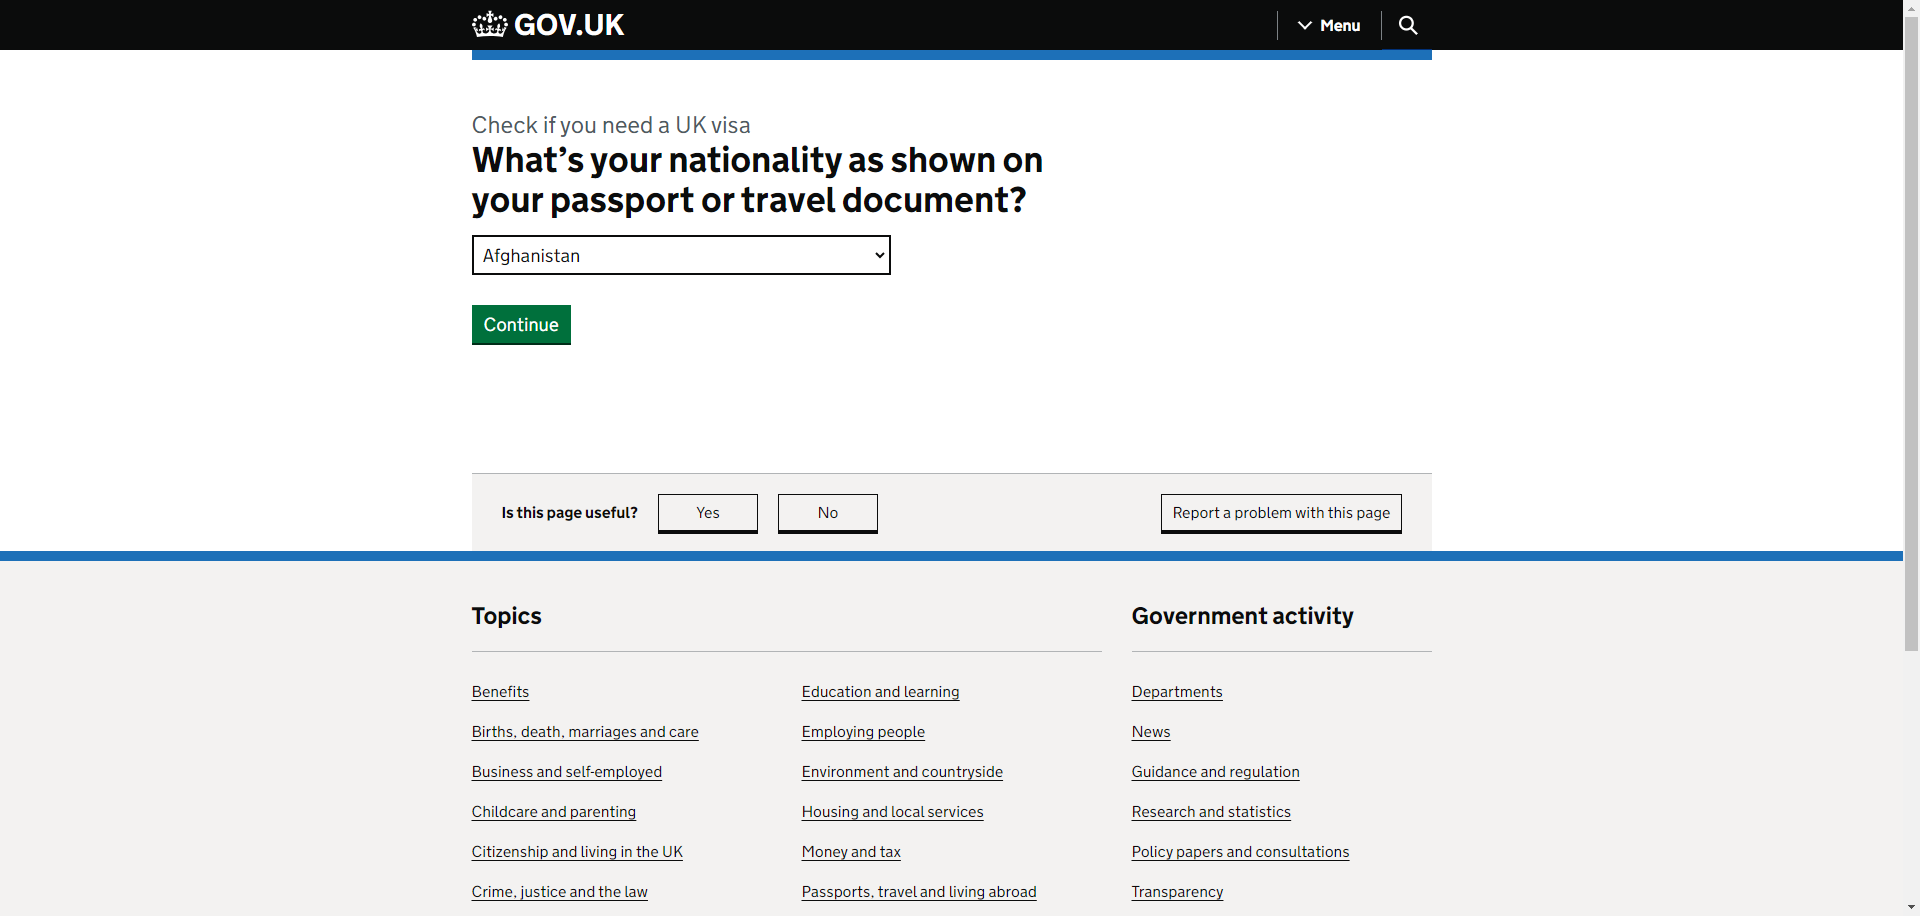 GOV.UK
Menu
Check if you need a UK visa
What’s your nationality as shown on
your passport or travel document?
Afghanistan
Continue
Is this page useful?
Yes
No
Report a problem with this page
Topics
Benefits
Births, death, marriages and care
Business and self-employed
Childcare and parenting
Citizenship and living in the UK
Crime, justice and the law
Education and learning
Employing people
Environment and countryside
Housing and local services
Money and tax
Passports, travel and living abroad
Government activity
Departments
News
Guidance and regulation
Research and statistics
Policy papers and consultations
Transparency